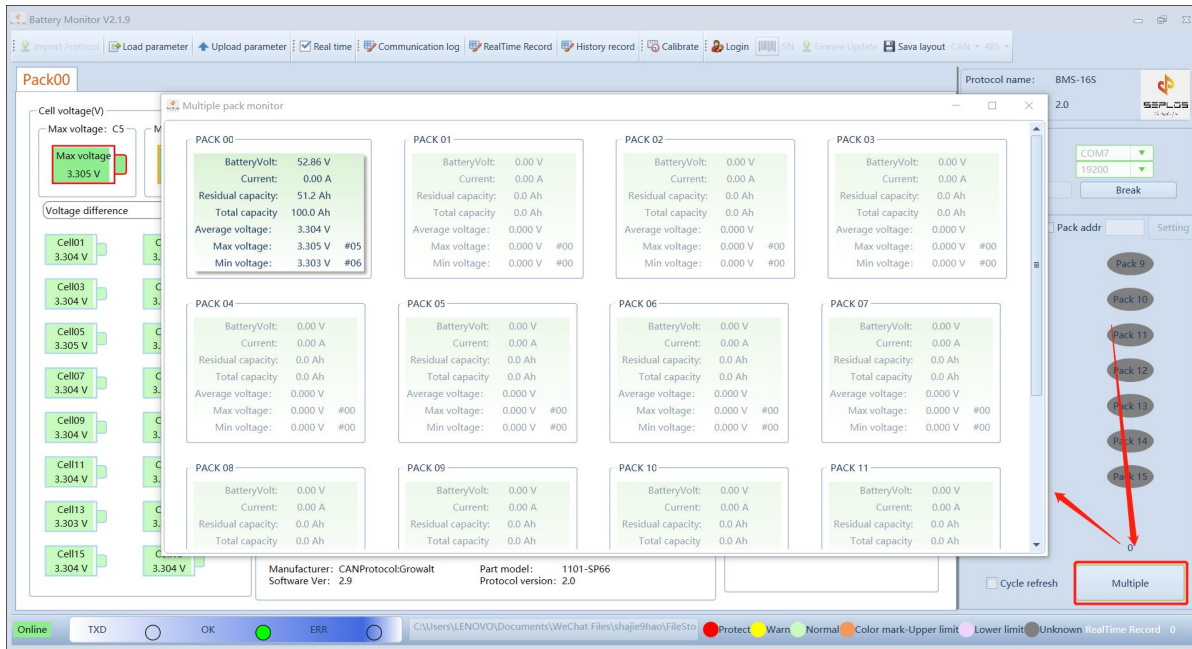 Battery Monitor V2.1.9
Import Protocol Load parameter Upload parameter Real time Communication log RealTime Record History record Calibrate Login SN Fireware Update Sava layout CAN 485
Pack00
Protocol name: BMS-16S
2.0
SEPLOS
Cell voltage(V)
Max voltage: C5
M
Max voltage
3.305 V
Voltage difference
Cell01
3.304 V
Cell03
3.304 V
Cell05
3.305 V
Cell07
3.304 V
Cell09
3.304 V
Cell11
3.304 V
Cell13
3.303 V
Cell15
3.304 V
3.304 V
Multiple pack monitor
PACK 00
BatteryVolt: 52.86 V
Current: 0.00 A
Residual capacity: 51.2 Ah
Total capacity 100.0 Ah
Average voltage: 3.304 V
Max voltage: 3.305 V #05
Min voltage: 3.303 V #06
PACK 01
BatteryVolt: 0.00 V
Current: 0.00 A
Residual capacity: 0.0 Ah
Total capacity 0.0 Ah
Average voltage: 0.000 V
Max voltage: 0.000 V #00
Min voltage: 0.000 V #00
PACK 02
BatteryVolt: 0.00 V
Current: 0.00 A
Residual capacity: 0.0 Ah
Total capacity 0.0 Ah
Average voltage: 0.000 V
Max voltage: 0.000 V #00
Min voltage: 0.000 V #00
PACK 03
BatteryVolt: 0.00 V
Current: 0.00 A
Residual capacity: 0.0 Ah
Total capacity 0.0 Ah
Average voltage: 0.000 V
Max voltage: 0.000 V #00
Min voltage: 0.000 V #00
PACK 04
BatteryVolt: 0.00 V
Current: 0.00 A
Residual capacity: 0.0 Ah
Total capacity 0.0 Ah
Average voltage: 0.000 V
Max voltage: 0.000 V #00
Min voltage: 0.000 V #00
PACK 05
BatteryVolt: 0.00 V
Current: 0.00 A
Residual capacity: 0.0 Ah
Total capacity 0.0 Ah
Average voltage: 0.000 V
Max voltage: 0.000 V #00
Min voltage: 0.000 V #00
PACK 06
BatteryVolt: 0.00 V
Current: 0.00 A
Residual capacity: 0.0 Ah
Total capacity 0.0 Ah
Average voltage: 0.000 V
Max voltage: 0.000 V #00
Min voltage: 0.000 V #00
PACK 07
BatteryVolt: 0.00 V
Current: 0.00 A
Residual capacity: 0.0 Ah
Total capacity 0.0 Ah
Average voltage: 0.000 V
Max voltage: 0.000 V #00
Min voltage: 0.000 V #00
PACK 08
BatteryVolt: 0.00 V
Current: 0.00 A
Residual capacity: 0.0 Ah
Total capacity 0.0 Ah
PACK 09
BatteryVolt: 0.00 V
Current: 0.00 A
Residual capacity: 0.0 Ah
Total capacity 0.0 Ah
PACK 10
BatteryVolt: 0.00 V
Current: 0.00 A
Residual capacity: 0.0 Ah
Total capacity 0.0 Ah
PACK 11
BatteryVolt: 0.00 V
Current: 0.00 A
Residual capacity: 0.0 Ah
Total capacity 0.0 Ah
COM7
19200
Break
Pack addr Setting
Pack 9
Pack 10
Pack 11
Pack 12
Pack 13
Pack 14
Pack 15
0
Cycle refresh Multiple
Manufacturer: CANProtocol:Growalt Part model: 1101-SP66
Software Ver: 2.9 Protocol version: 2.0
Online TXD OK ERR C:\Users\LENOVO\Documents\WeChat Files\shajie9hao\FileSto Protect Warn Normal Color mark-Upper limit Lower limit Unknown RealTime Record 0